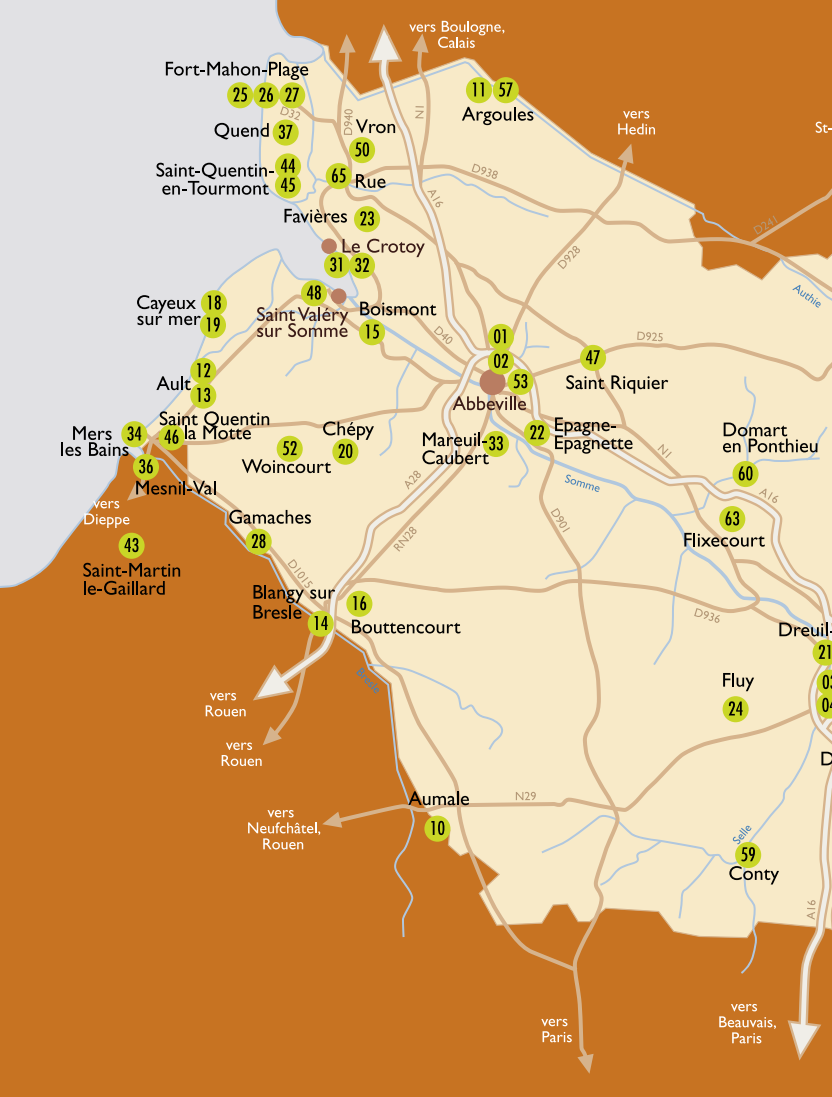 vers Boulogne,
Calais
Fort-Mahon-Plage
25 26 27
D32
D940
N1
11 57
Argoules
vers
Hedin
St-
Quend 37
Vron
50
Saint-Quentin-
en-Tourmont
44
45
65 Rue
D938
A16
D241
Favières 23
Le Crotoy
31 32
D928
Authie
Cayeux
sur mer
18
19
48
Saint Valéry
sur Somme
Boismont
15
D40
01
02
53
Abbeville
47
Saint Riquier
D925
12
Ault
13
Mers
les Bains
34
Saint Quentin
la Motte
46
36
Mesnil-Val
52
Woincourt
Chépy
20
Mareuil-
Caubert
33
22
Epagne-
Epagnette
Domart
en Ponthieu
60
N1
A16
A28
Somme
vers
Dieppe
43
Saint-Martin
le-Gaillard
Gamaches
28
D1015
RN28
D901
63
Flixecourt
Blangy sur
Bresle
14
16
Bouttencourt
D936
Dreuil-
21
03
04
Bresle
vers
Rouen
vers
Rouen
Fluy
24
D
Aumale
10
N29
vers
Neufchâtel,
Rouen
Selle
59
Conty
A16
vers
Paris
vers
Beauvais,
Paris